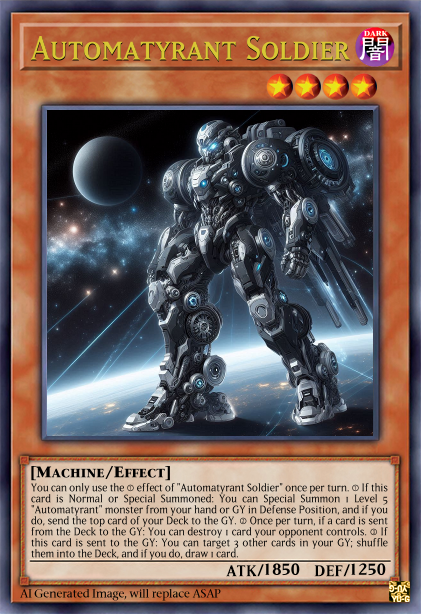 AUTOMATYRANT SOLDIER
DARK
闇
[MACHINE/EFFECT]
You can only use the ① effect of "Automatyrant Soldier" once per turn. ① If this
card is Normal or Special Summoned: You can Special Summon 1 Level 5
"Automatyrant" monster from your hand or GY in Defense Position, and if you
do, send the top card of your Deck to the GY. ② Once per turn, if a card is sent
from the Deck to the GY: You can destroy 1 card your opponent controls. ③ If
this card is sent to the GY: You can target 3 other cards in your GY; shuffle
them into the Deck, and if you do, draw 1 card.
ATK/1850 DEF/1250
AI Generated Image, will replace ASAP